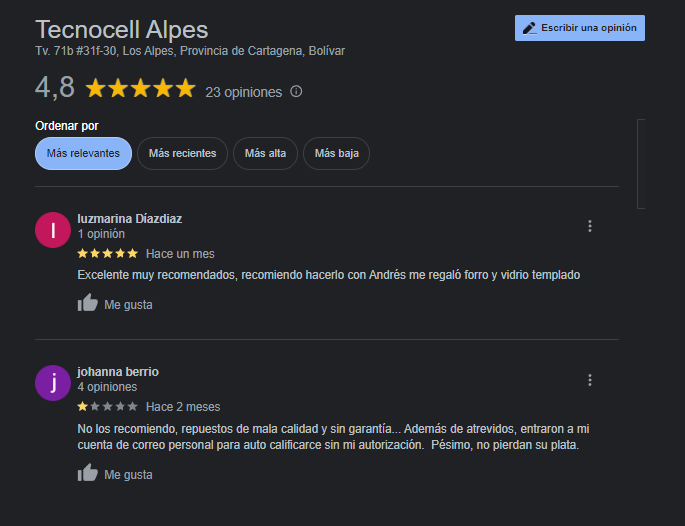 Tecnocell Alpes
Escribir una opinión
Tv. 71b #31f-30, Los Alpes, Provincia de Cartagena, Bolívar
4,8 23 opiniones
Ordenar por
Más relevantes Más recientes Más alta Más baja
l
luzmarina Díazdiaz
1 opinión
Hace un mes
Excelente muy recomendados, recomiendo hacerlo con Andrés me regaló forro y vidrio templado
Me gusta
j
johanna berrio
4 opiniones
Hace 2 meses
No los recomiendo, repuestos de mala calidad y sin garantía... Además de atrevidos, entraron a mi
cuenta de correo personal para auto calificarce sin mi autorización. Pésimo, no pierdan su plata.
Me gusta